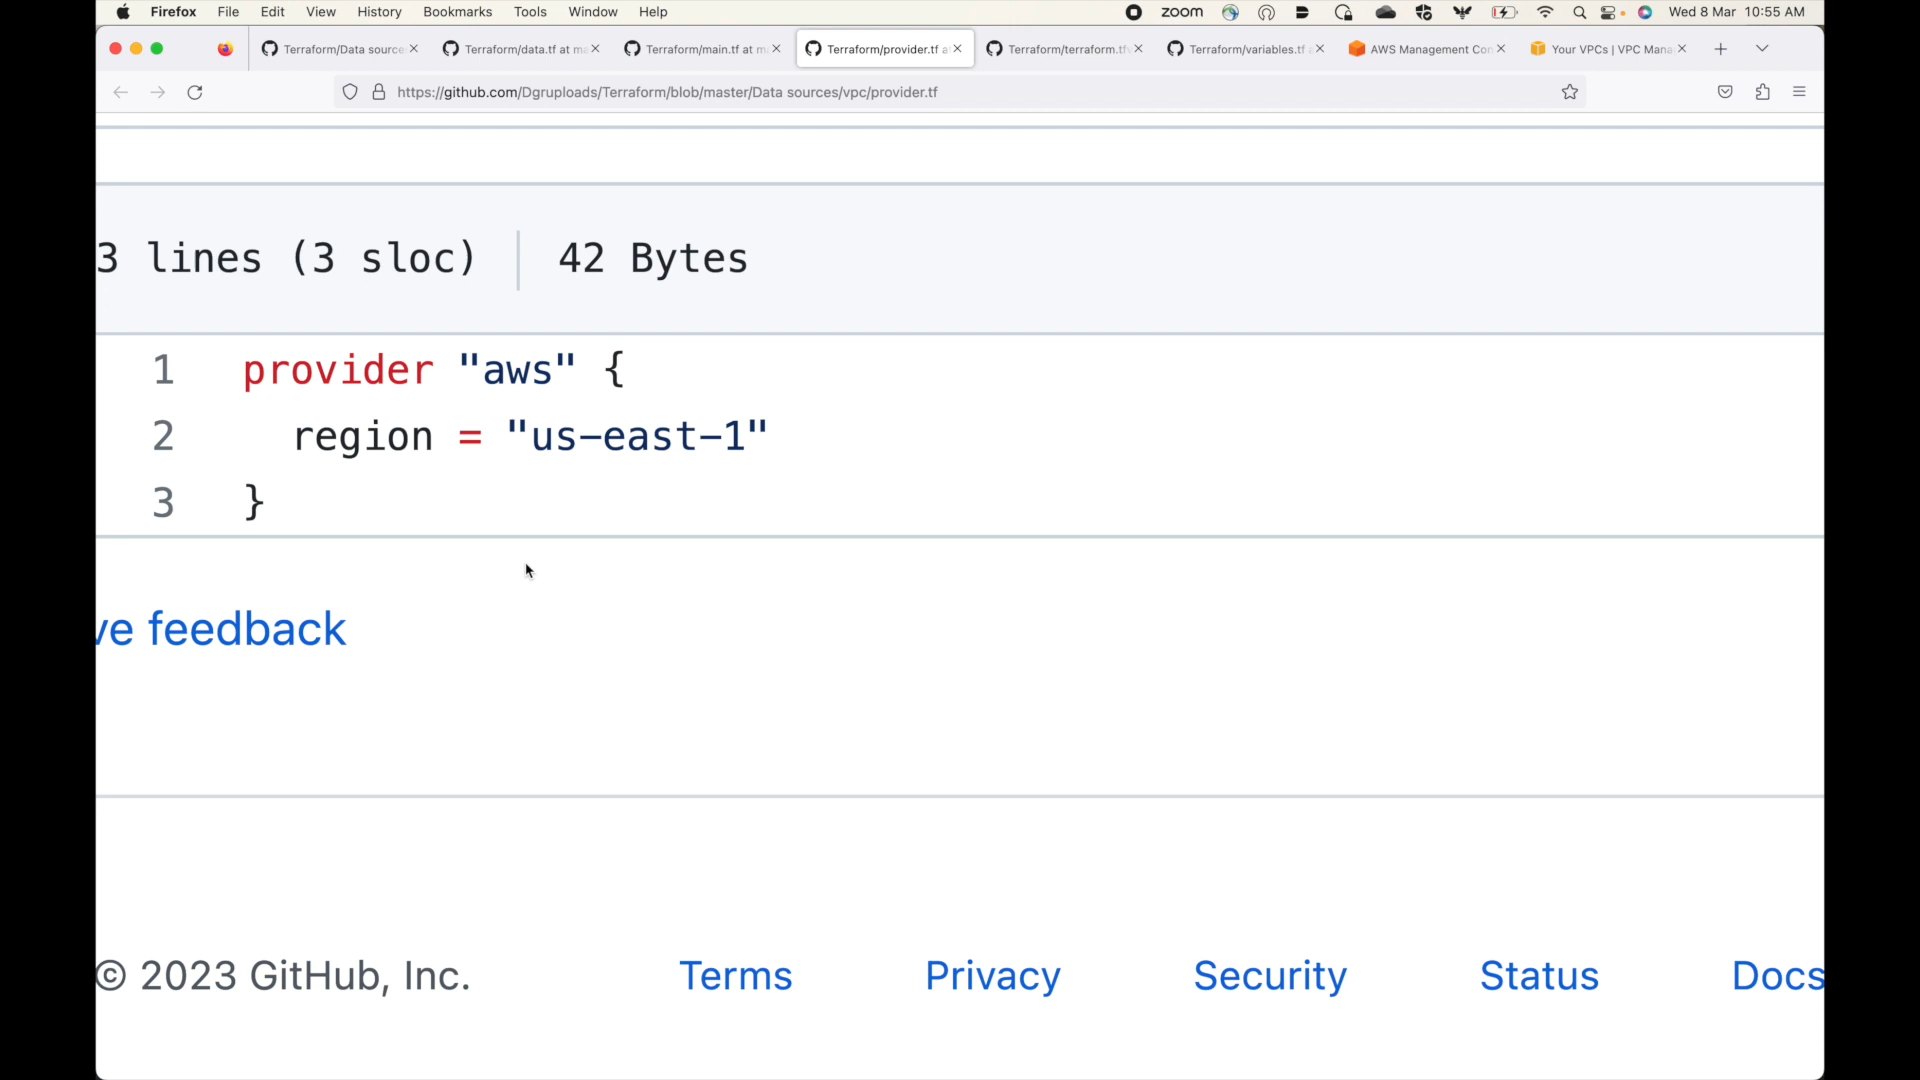 Firefox File Edit View History Bookmarks Tools Window Help zoom Wed 8 Mar 10:55 AM
Terraform/Data source Terraform/data.tf at ma Terraform/main.tf at m Terraform/provider.tf a Terraform/terraform.tfv Terraform/variables.tf a AWS Management Con Your VPCs | VPC Mana
https://github.com/Dgruploads/Terraform/blob/master/Data sources/vpc/provider.tf
3 lines (3 sloc) 42 Bytes
1 provider "aws" {
2 region = "us-east-1"
3 }
ve feedback
© 2023 GitHub, Inc. Terms Privacy Security Status Docs